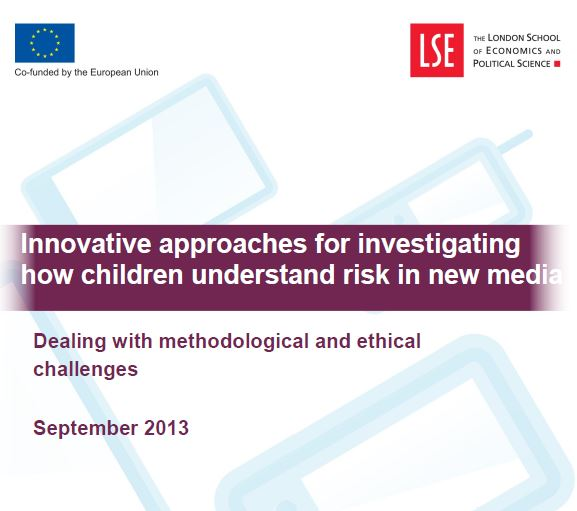 Co-funded by the European Union
LSE
THE LONDON SCHOOL
OF ECONOMICS AND
POLITICAL SCIENCE
Innovative approaches for investigating
how children understand risk in new media
Dealing with methodological and ethical
challenges
September 2013